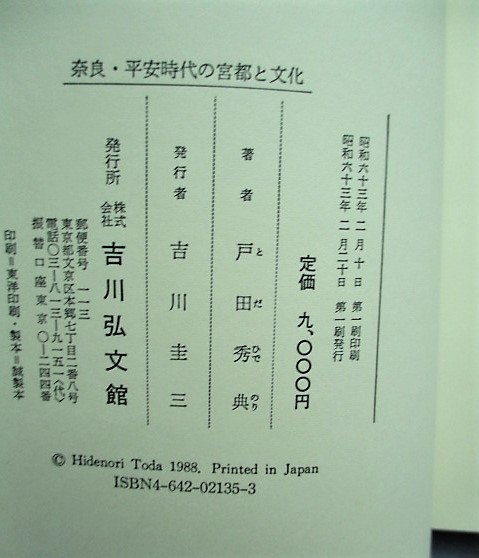 奈良・平安時代の宮都と文化
昭和六十三年 二月 十 日 第一刷印刷
昭和六十三年 二月二十日 第一刷発行
定価 九、〇〇〇円
著者 戸田秀典
と だ ひで のり
発行者 吉川圭三
発行所 株式会社 吉川弘文館
郵便番号 一一三
東京都文京区本郷七丁目二番八号
電話〇三―八一三―九一五一〈代〉
振替口座東京〇―二四四番
印刷=東洋印刷・製本=誠製本
© Hidenori Toda 1988. Printed in Japan
ISBN4-642-02135-3